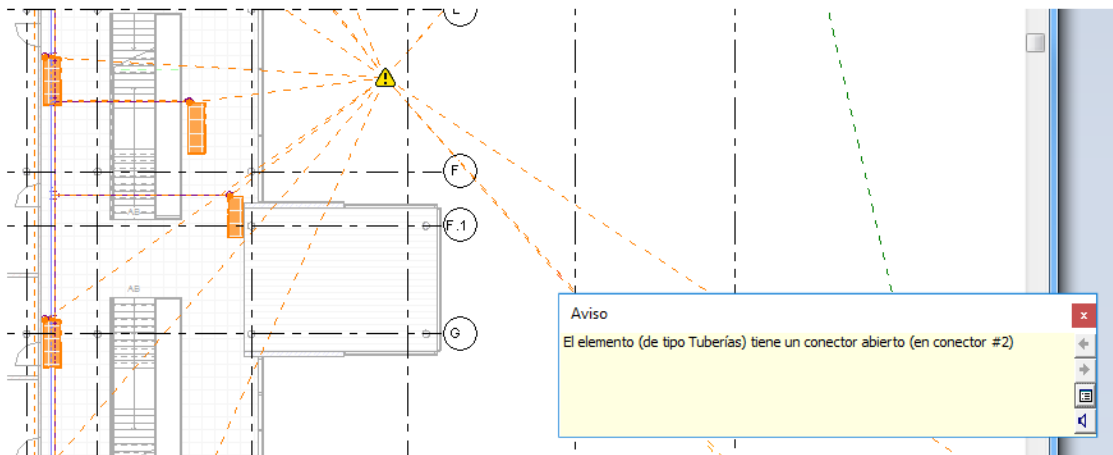 F
AB
F.1
AB
G
Aviso
El elemento (de tipo Tuberías) tiene un conector abierto (en conector #2)